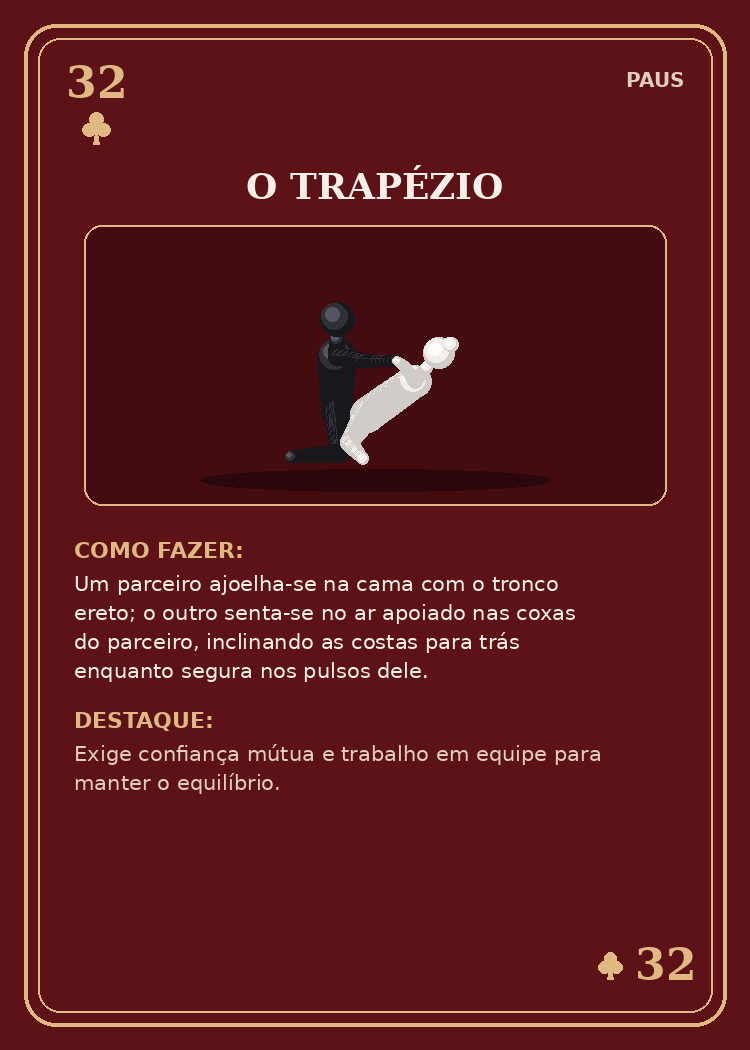 32
PAUS
O TRAPÉZIO
COMO FAZER:
Um parceiro ajoelha-se na cama com o tronco
ereto; o outro senta-se no ar apoiado nas coxas
do parceiro, inclinando as costas para trás
enquanto segura nos pulsos dele.
DESTAQUE:
Exige confiança mútua e trabalho em equipe para
manter o equilíbrio.
32